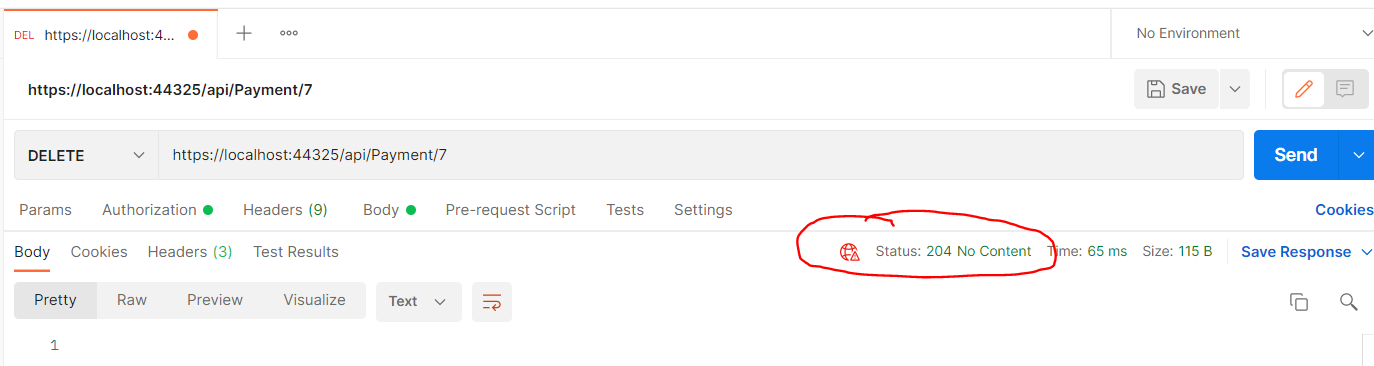 DEL https://localhost:4... No Environment
https://localhost:44325/api/Payment/7 Save
DELETE https://localhost:44325/api/Payment/7 Send
Params Authorization Headers (9) Body Pre-request Script Tests Settings Cookies
Body Cookies Headers (3) Test Results Status: 204 No Content Time: 65 ms Size: 115 B Save Response
Pretty Raw Preview Visualize Text
1